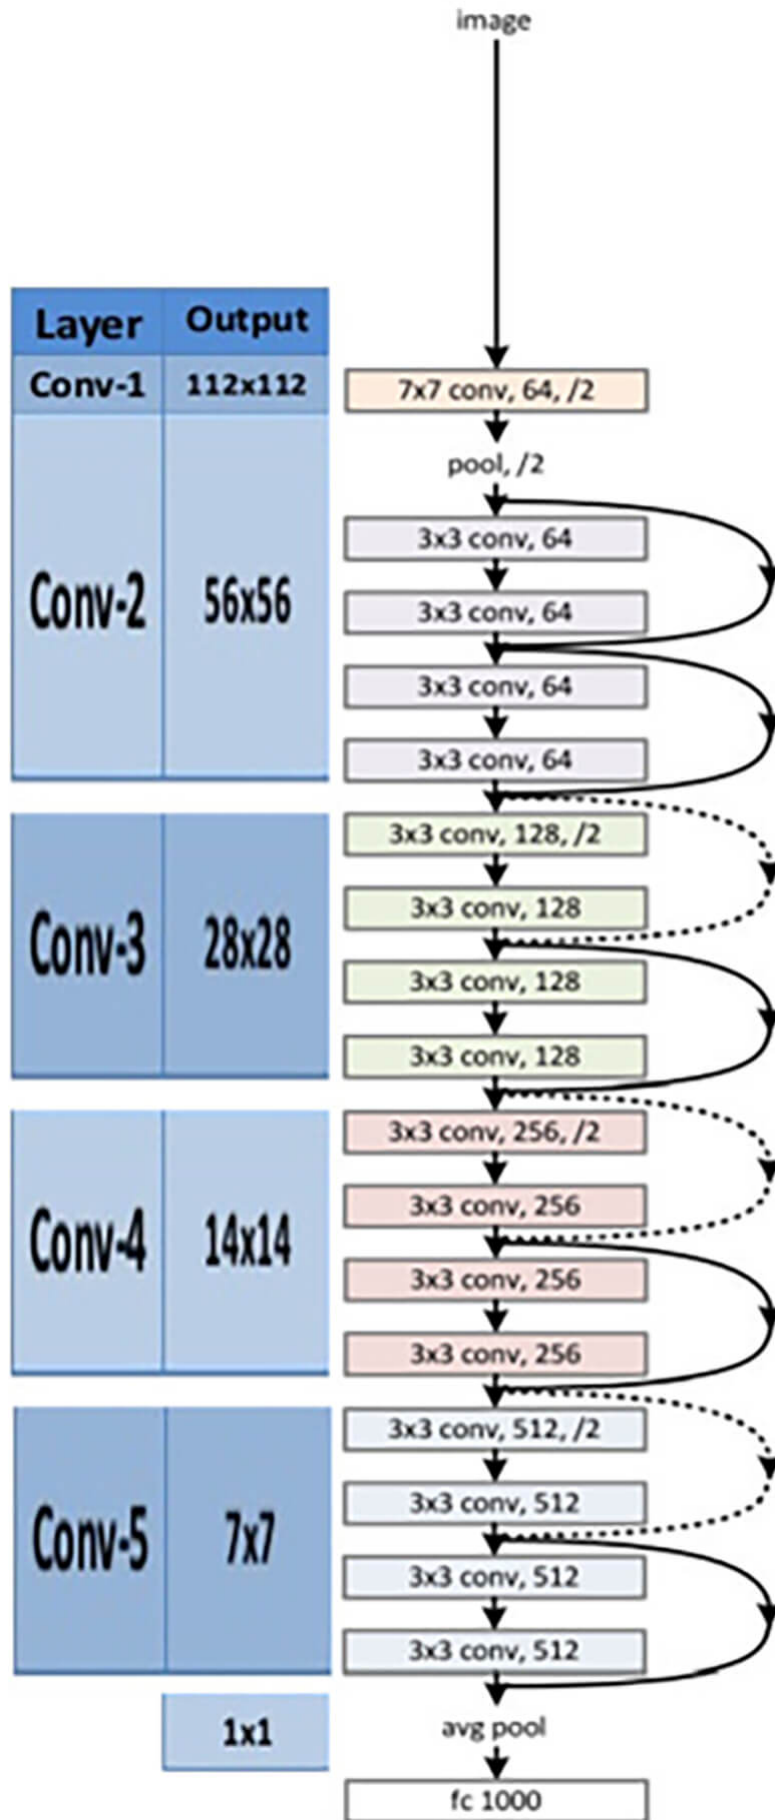 image
Layer Output
Conv-1 112x112
7x7 conv, 64, /2
pool, /2
Conv-2 56x56
3x3 conv, 64
3x3 conv, 64
3x3 conv, 64
3x3 conv, 64
Conv-3 28x28
3x3 conv, 128, /2
3x3 conv, 128
3x3 conv, 128
3x3 conv, 128
Conv-4 14x14
3x3 conv, 256, /2
3x3 conv, 256
3x3 conv, 256
3x3 conv, 256
Conv-5 7x7
3x3 conv, 512, /2
3x3 conv, 512
3x3 conv, 512
3x3 conv, 512
1x1
avg pool
fc 1000